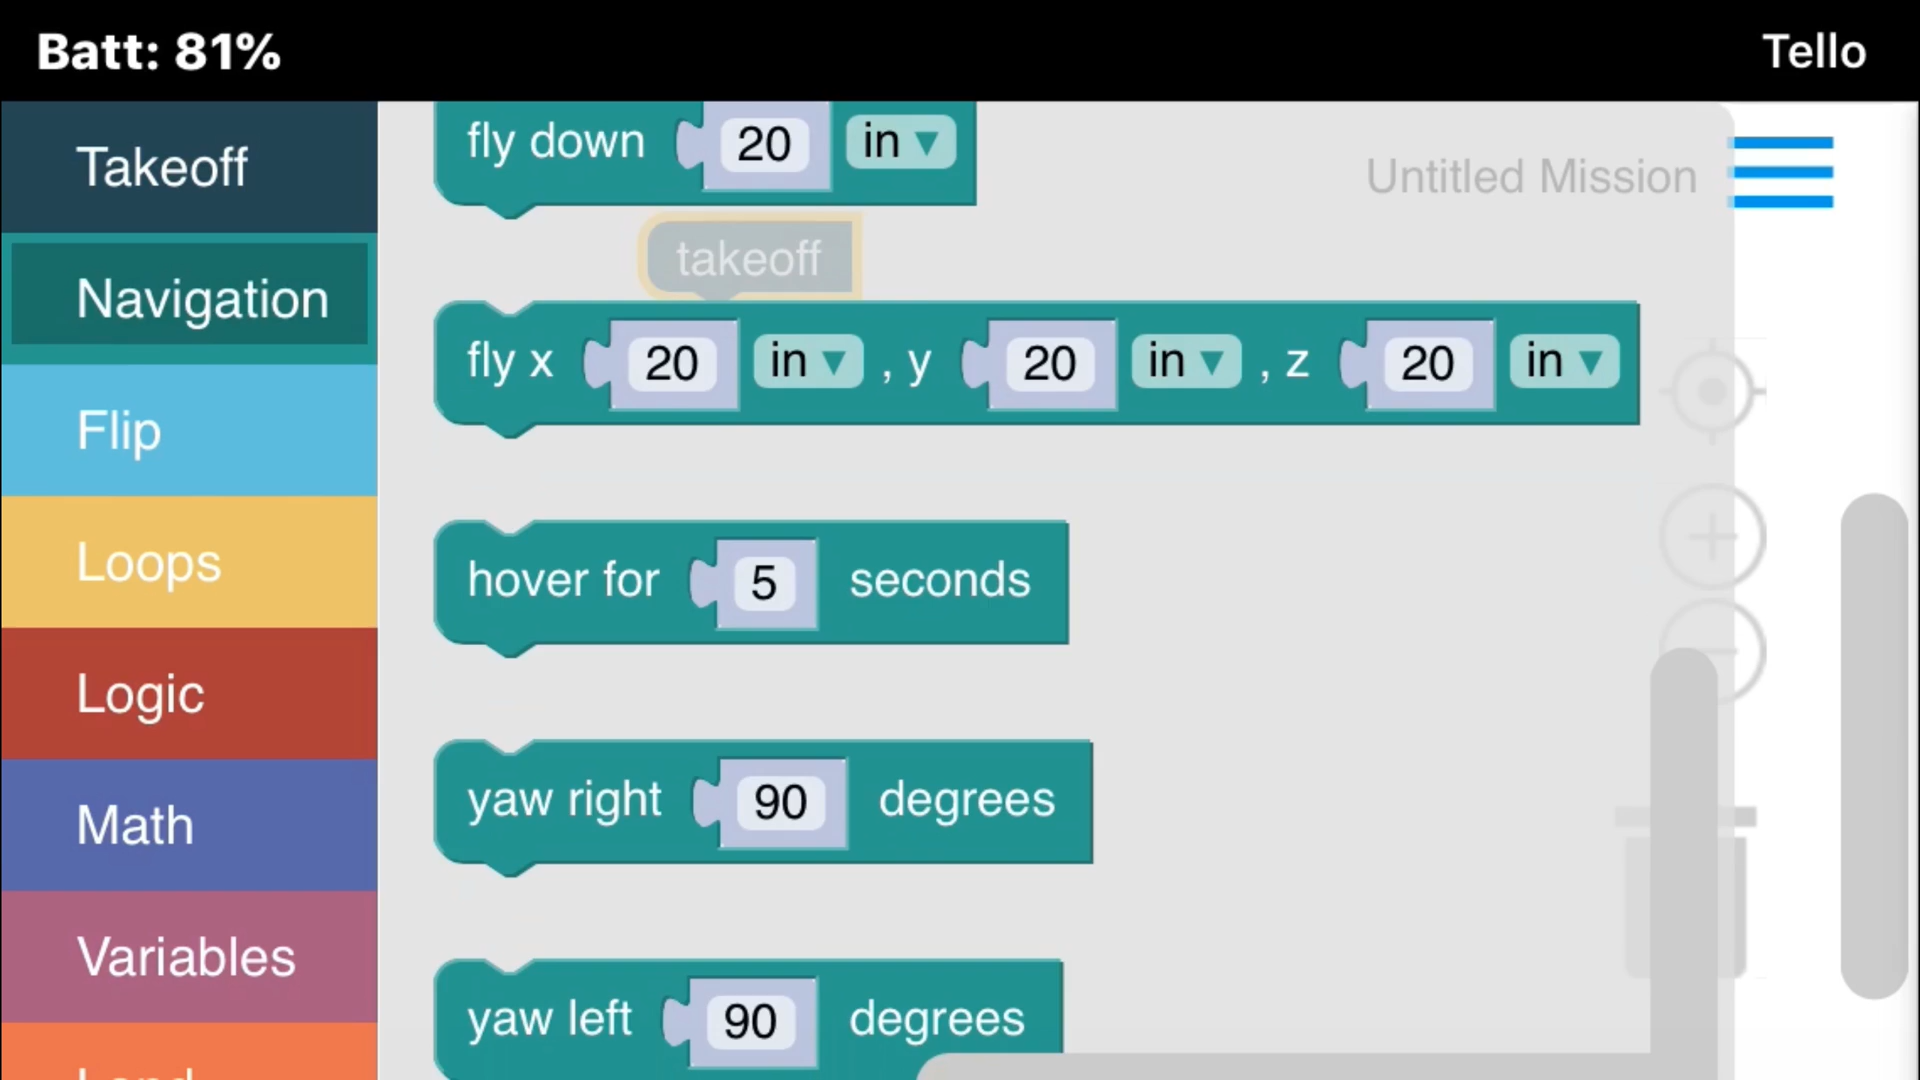 Batt: 81%
Tello
Takeoff
Navigation
Flip
Loops
Logic
Math
Variables
Land
fly down 20 in ▼
Untitled Mission
takeoff
fly x 20 in ▼ , y 20 in ▼ , z 20 in ▼
hover for 5 seconds
yaw right 90 degrees
yaw left 90 degrees